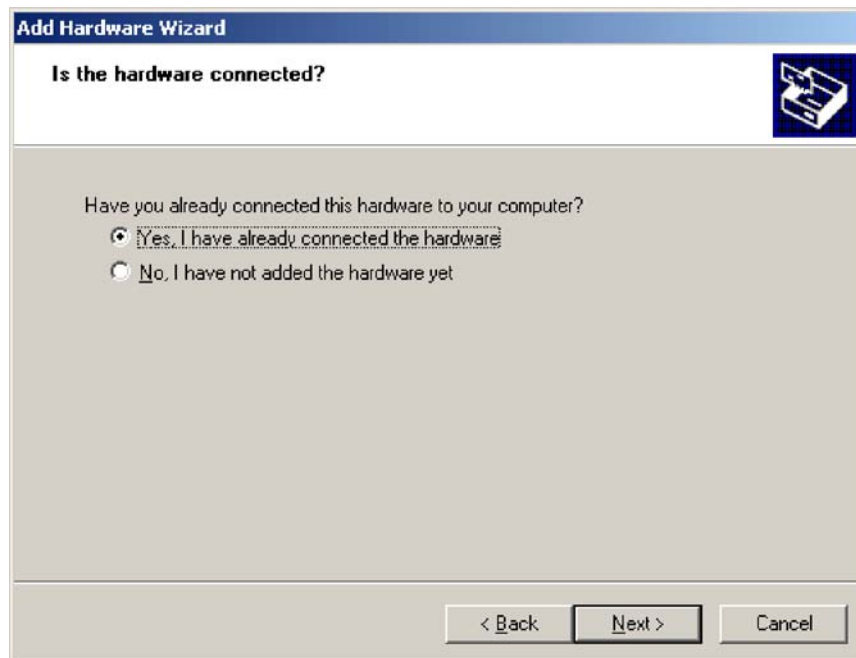 Add Hardware Wizard
Is the hardware connected?
Have you already connected this hardware to your computer?
Yes, I have already connected the hardware
No, I have not added the hardware yet
< Back Next > Cancel